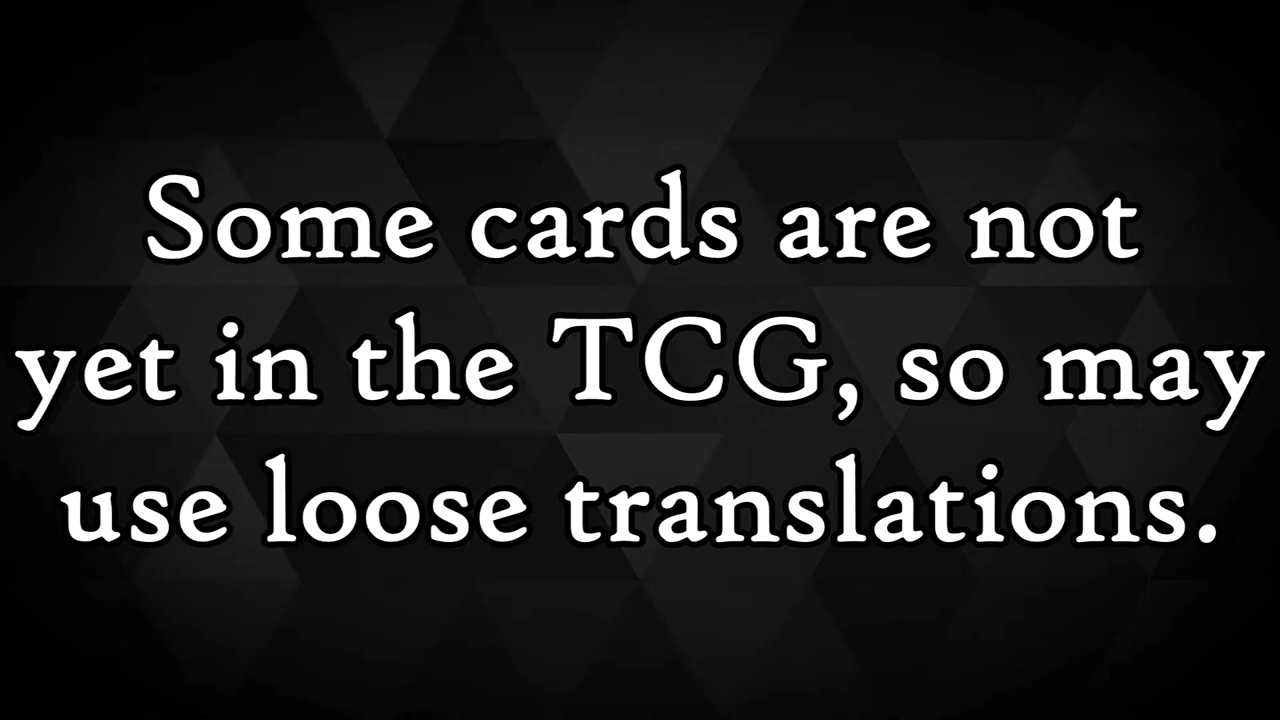 Some cards are not
yet in the TCG, so may
use loose translations.